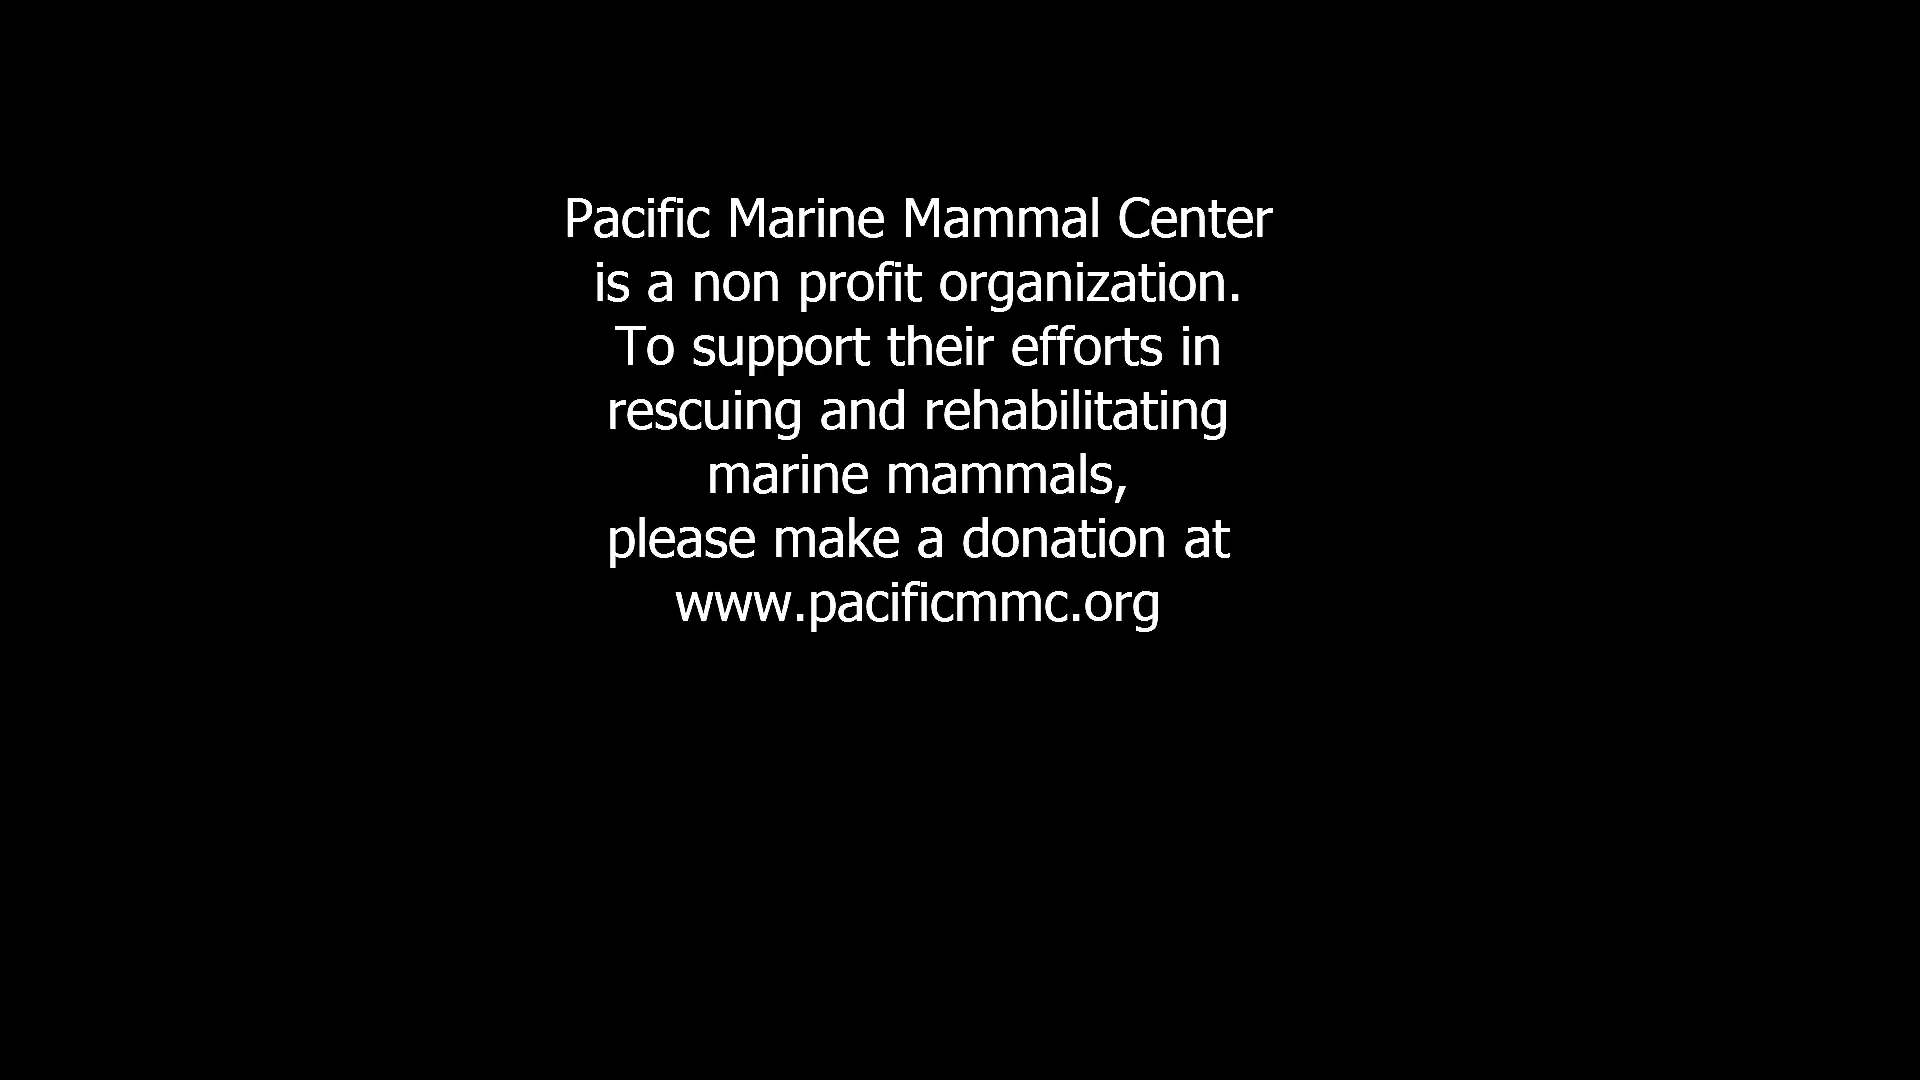 Pacific Marine Mammal Center
is a non profit organization.
To support their efforts in
rescuing and rehabilitating
marine mammals,
please make a donation at
www.pacificmmc.org